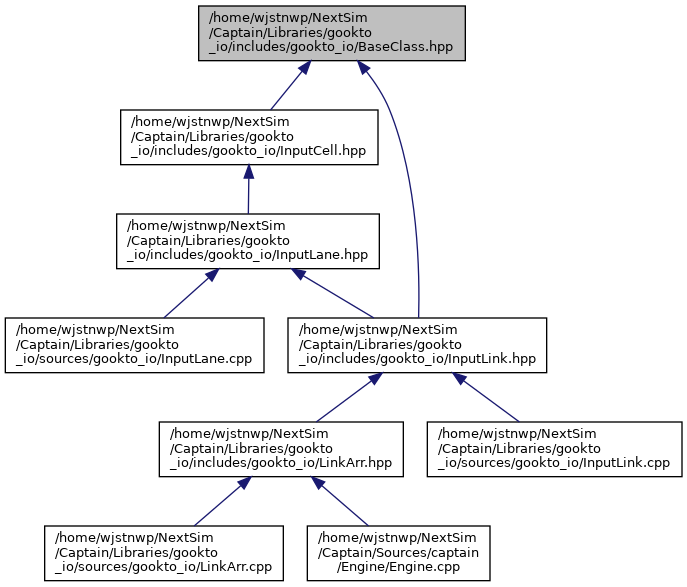 /home/wjstnwp/NextSim
/Captain/Libraries/gookto
_io/includes/gookto_io/BaseClass.hpp
/home/wjstnwp/NextSim
/Captain/Libraries/gookto
_io/includes/gookto_io/InputCell.hpp
/home/wjstnwp/NextSim
/Captain/Libraries/gookto
_io/includes/gookto_io/InputLane.hpp
/home/wjstnwp/NextSim
/Captain/Libraries/gookto
_io/sources/gookto_io/InputLane.cpp
/home/wjstnwp/NextSim
/Captain/Libraries/gookto
_io/includes/gookto_io/InputLink.hpp
/home/wjstnwp/NextSim
/Captain/Libraries/gookto
_io/includes/gookto_io/LinkArr.hpp
/home/wjstnwp/NextSim
/Captain/Libraries/gookto
_io/sources/gookto_io/InputLink.cpp
/home/wjstnwp/NextSim
/Captain/Libraries/gookto
_io/sources/gookto_io/LinkArr.cpp
/home/wjstnwp/NextSim
/Captain/Sources/captain
/Engine/Engine.cpp